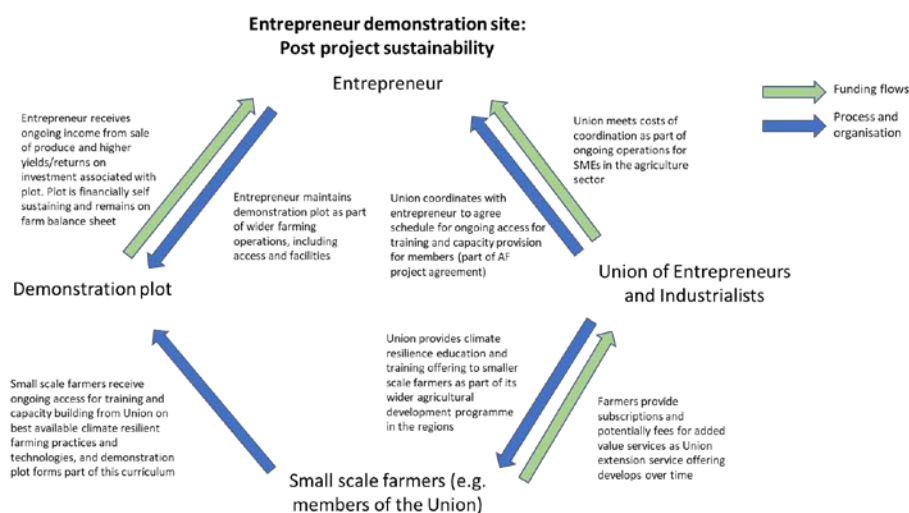 Entrepreneur demonstration site:
Post project sustainability
Entrepreneur
Funding flows
Process and
organisation
Entrepreneur receives
ongoing income from sale
of produce and higher
yields/returns on
investment associated with
plot. Plot is financially self
sustaining and remains on
farm balance sheet
Entrepreneur maintains
demonstration plot as part
of wider farming
operations, including
access and facilities
Union coordinates with
entrepreneur to agree
schedule for ongoing access for
training and capacity provision
for members (part of AF
project agreement)
Union meets costs of
coordination as part of
ongoing operations for
SMEs in the agriculture
sector
Demonstration plot
Union of Entrepreneurs
and Industrialists
Small scale farmers receive
ongoing access for training and
capacity building from Union on
best available climate resilient
farming practices and
technologies, and demonstration
plot forms part of this curriculum
Union provides climate
resilience education and
training offering to smaller
scale farmers as part of its
wider agricultural
development programme
in the regions
Farmers provide
subscriptions and
potentially fees for added
value services as Union
extension service offering
develops over time
Small scale farmers (e.g.
members of the Union)